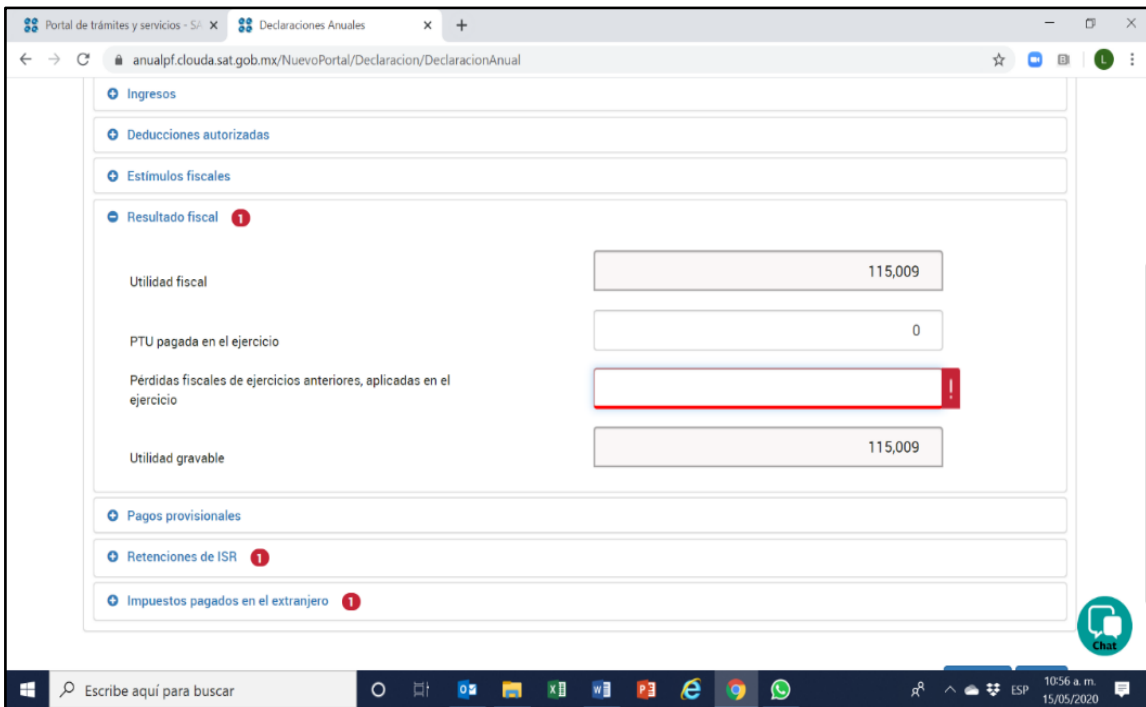 Portal de trámites y servicios - SA
Declaraciones Anuales
anualpf.clouda.sat.gob.mx/NuevoPortal/Declaracion/DeclaracionAnual
L
Ingresos
Deducciones autorizadas
Estímulos fiscales
Resultado fiscal 1
Utilidad fiscal 115,009
PTU pagada en el ejercicio 0
Pérdidas fiscales de ejercicios anteriores, aplicadas en el
ejercicio
!
Utilidad gravable 115,009
Pagos provisionales
Retenciones de ISR 1
Impuestos pagados en el extranjero 1
Chat
Escribe aquí para buscar
ESP
10:56 a. m.
15/05/2020